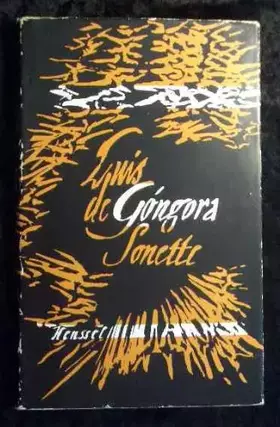 Luis
de Góngora
Sonette
Henssel